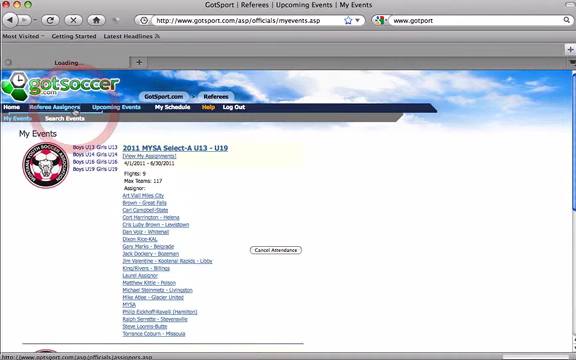 GotSport | Referees | Upcoming Events | My Events
http://www.gotsport.com/asp/officials/myevents.asp
www.gotsport
Most Visited
Getting Started
Latest Headlines
Loading...
gotsoccer
.com
GotSport.com
Referees
Home
Referee Assignors
Upcoming Events
My Schedule
Help
Log Out
My Events
Search Events
My Events
Boys U13 Girls U13
Boys U14 Girls U14
Boys U16 Girls U16
Boys U19 Girls U19
2011 MYSA Select-A U13 - U19
[View My Assignments]
4/1/2011 - 6/30/2011
Flights: 9
Max Teams: 117
Assignor:
Art Viall Miles City
Brown - Great Falls
Carl Campbell-State
Cort Harrington - Helena
Cris Luby Brown - Lewistown
Dan Volz - Whitehall
Dixon Rice-KAL
Gary Marks - Belgrade
Jack Dockery - Bozeman
Jim Valentine - Kootenai Rapids - Libby
King/Rivers - Billings
Laurel Assignor
Matthew Kittle - Polson
Michael Steinmetz - Livingston
Mike Atlee - Glacier United
MYSA
Philip Eickhoff-Ravalli (Hamilton)
Ralph Serrette - Stevensville
Steve Loomis-Butte
Torrance Coburn - Missoula
Cancel Attendance
http://www.gotsport.com/asp/officials/assignors.asp